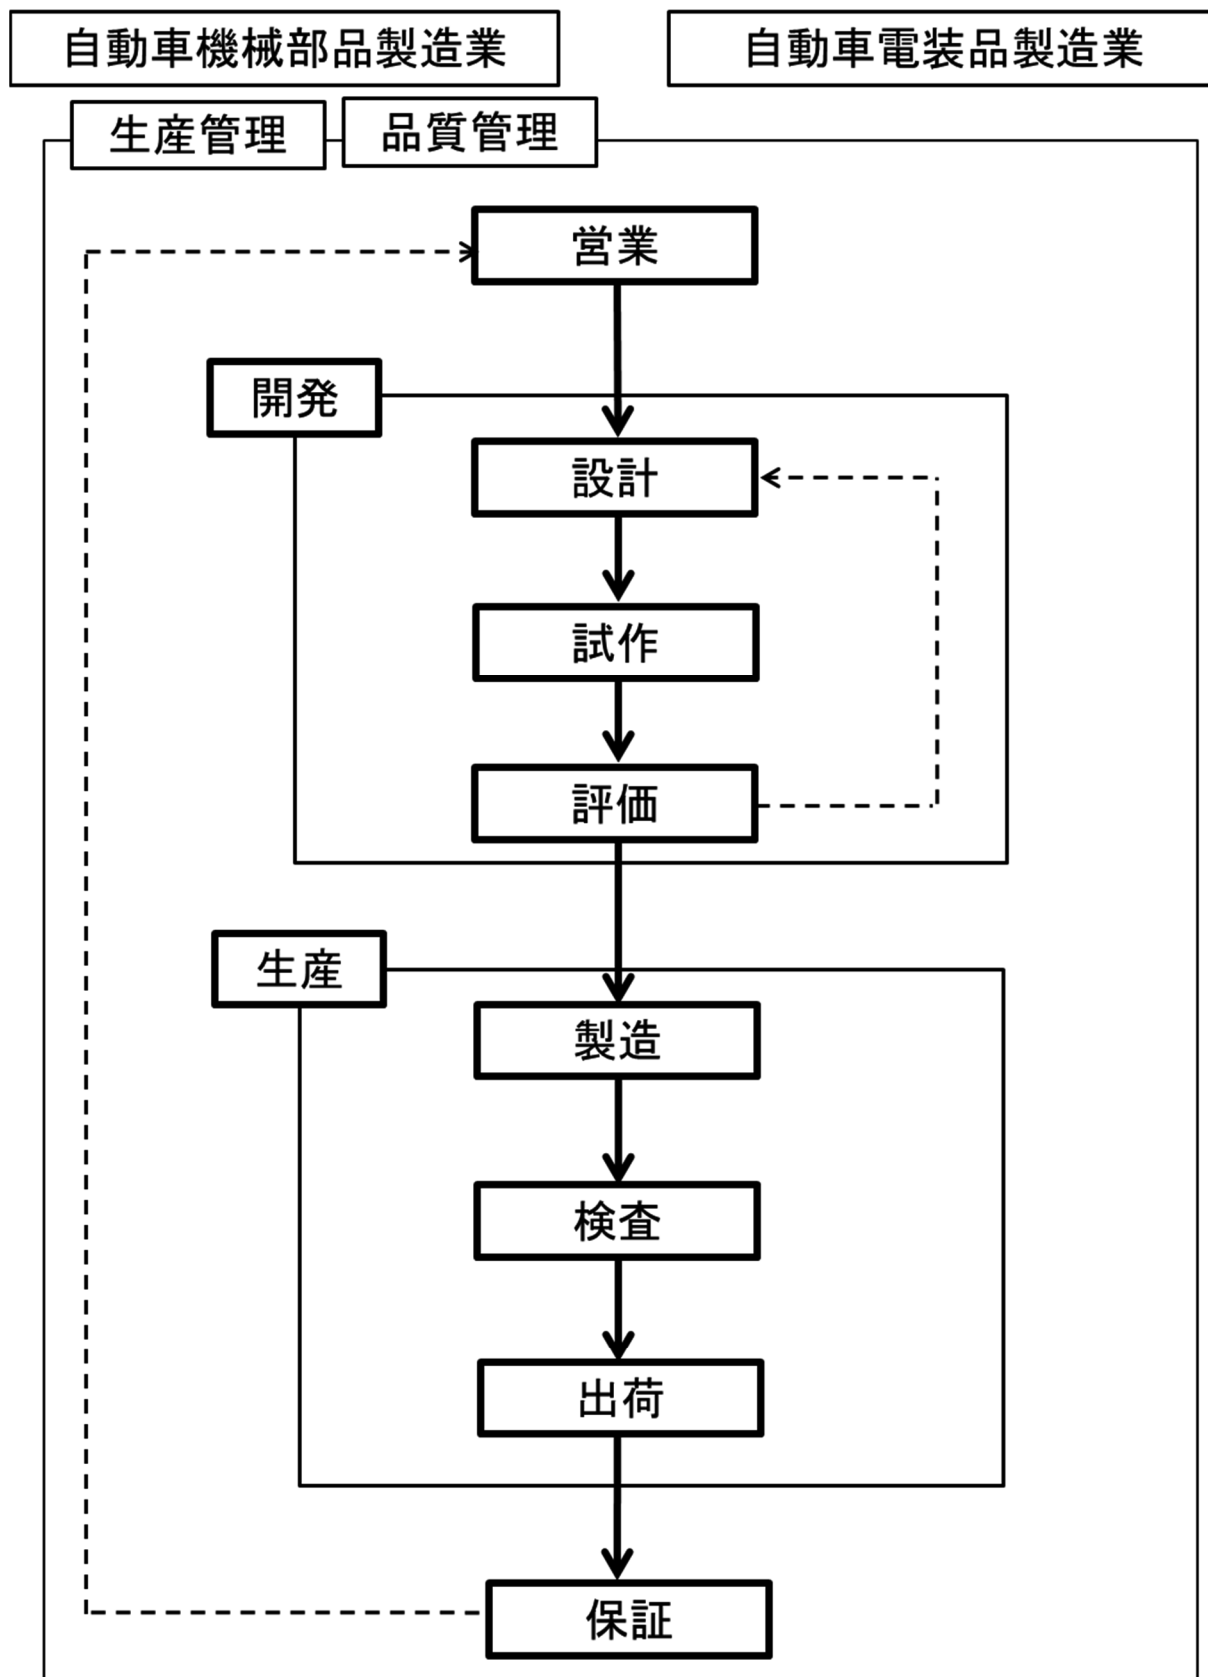 自動車機械部品製造業
自動車電装品製造業
生産管理
品質管理
営業
開発
設計
試作
評価
生産
製造
検査
出荷
保証